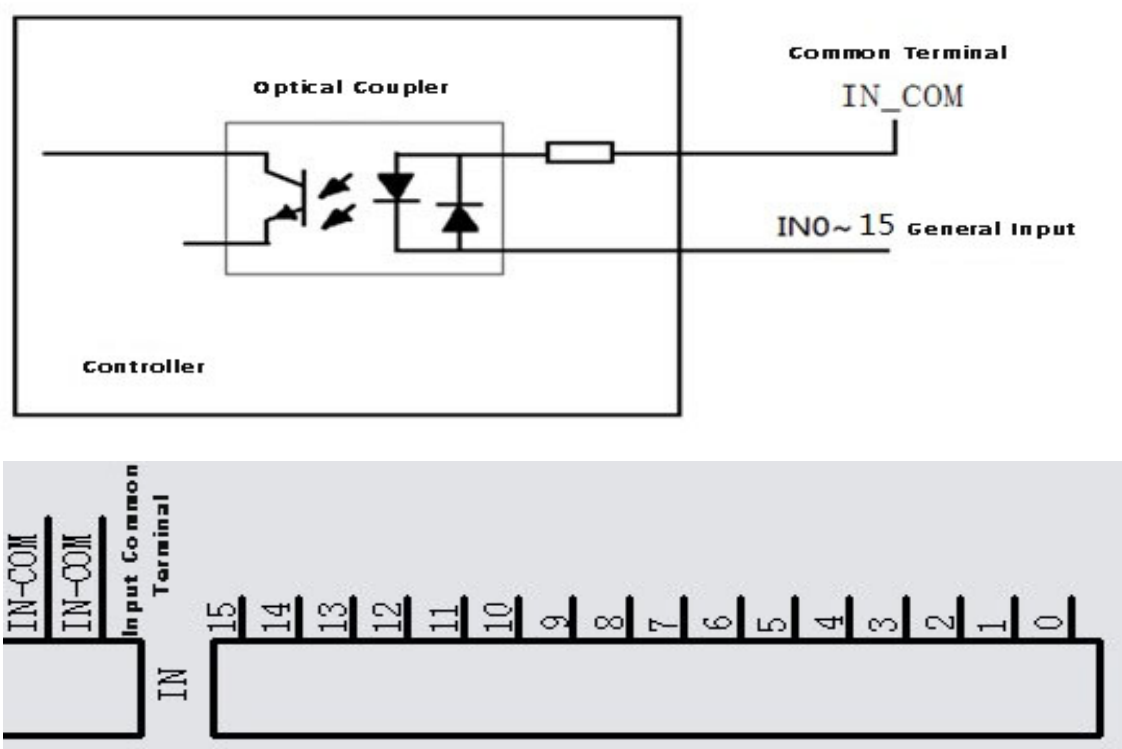 Common Terminal
IN_COM
Optical Coupler
IN0~15 General Input
Controller
IN-COM
IN-COM
Input Common
Terminal
IN
15
14
13
12
11
10
9
8
7
6
5
4
3
2
1
0